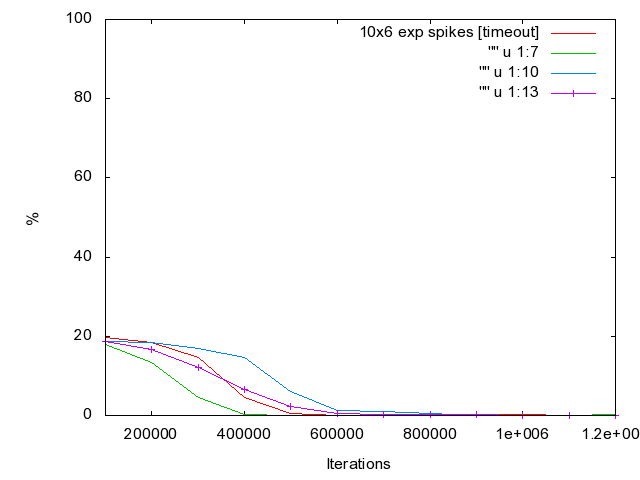 100
80
60
40
20
0
%
10x6 exp spikes [timeout]
"" u 1:7
"" u 1:10
"" u 1:13
200000 400000 600000 800000 1e+006 1.2e+00
Iterations